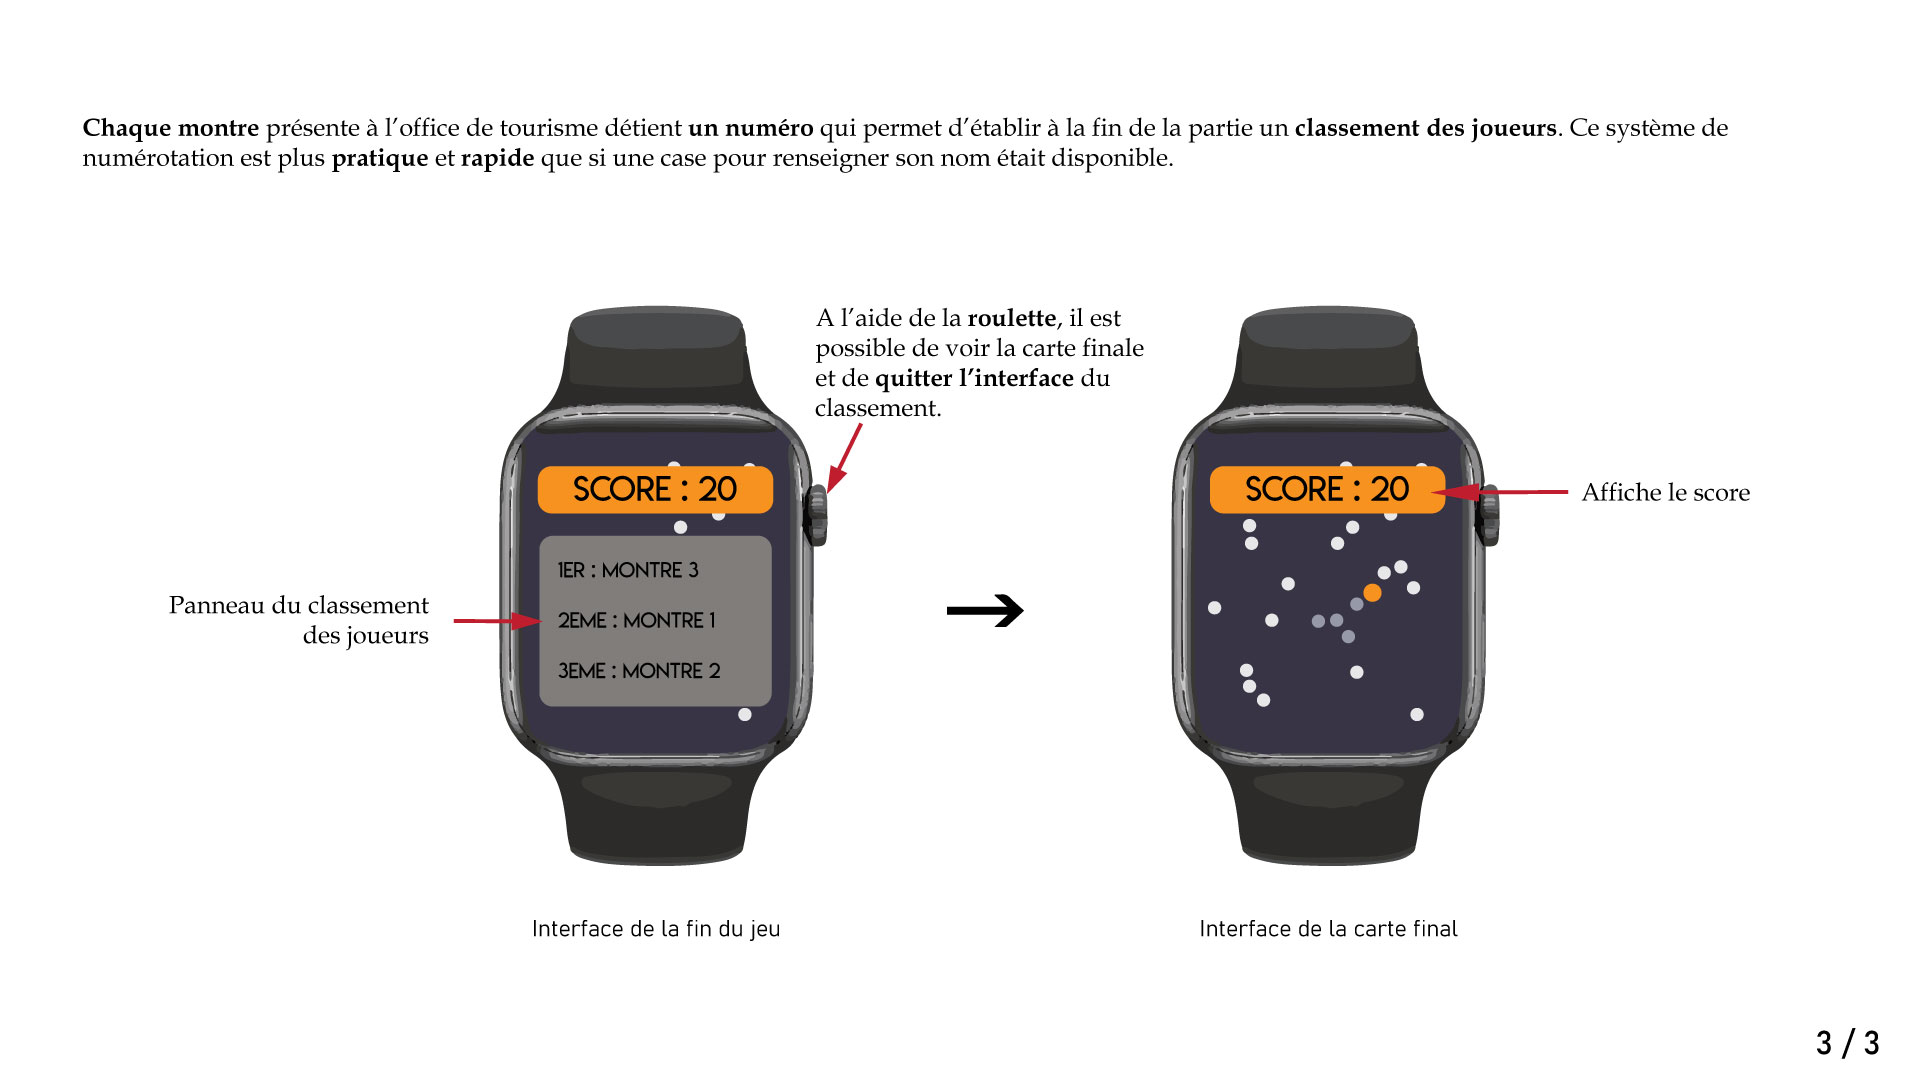 Chaque montre présente à l’office de tourisme détient un numéro qui permet d’établir à la fin de la partie un classement des joueurs. Ce système de
numérotation est plus pratique et rapide que si une case pour renseigner son nom était disponible.
A l’aide de la roulette, il est
possible de voir la carte finale
et de quitter l’interface du
classement.
SCORE : 20
1ER : MONTRE 3
2EME : MONTRE 1
3EME : MONTRE 2
Panneau du classement
des joueurs
SCORE : 20
Affiche le score
Interface de la fin du jeu
Interface de la carte final
3 / 3